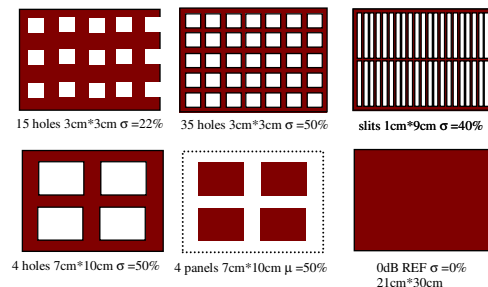 15 holes 3cm*3cm σ =22%
35 holes 3cm*3cm σ =50%
slits 1cm*9cm σ =40%
4 holes 7cm*10cm σ =50%
4 panels 7cm*10cm μ =50%
0dB REF σ =0%
21cm*30cm